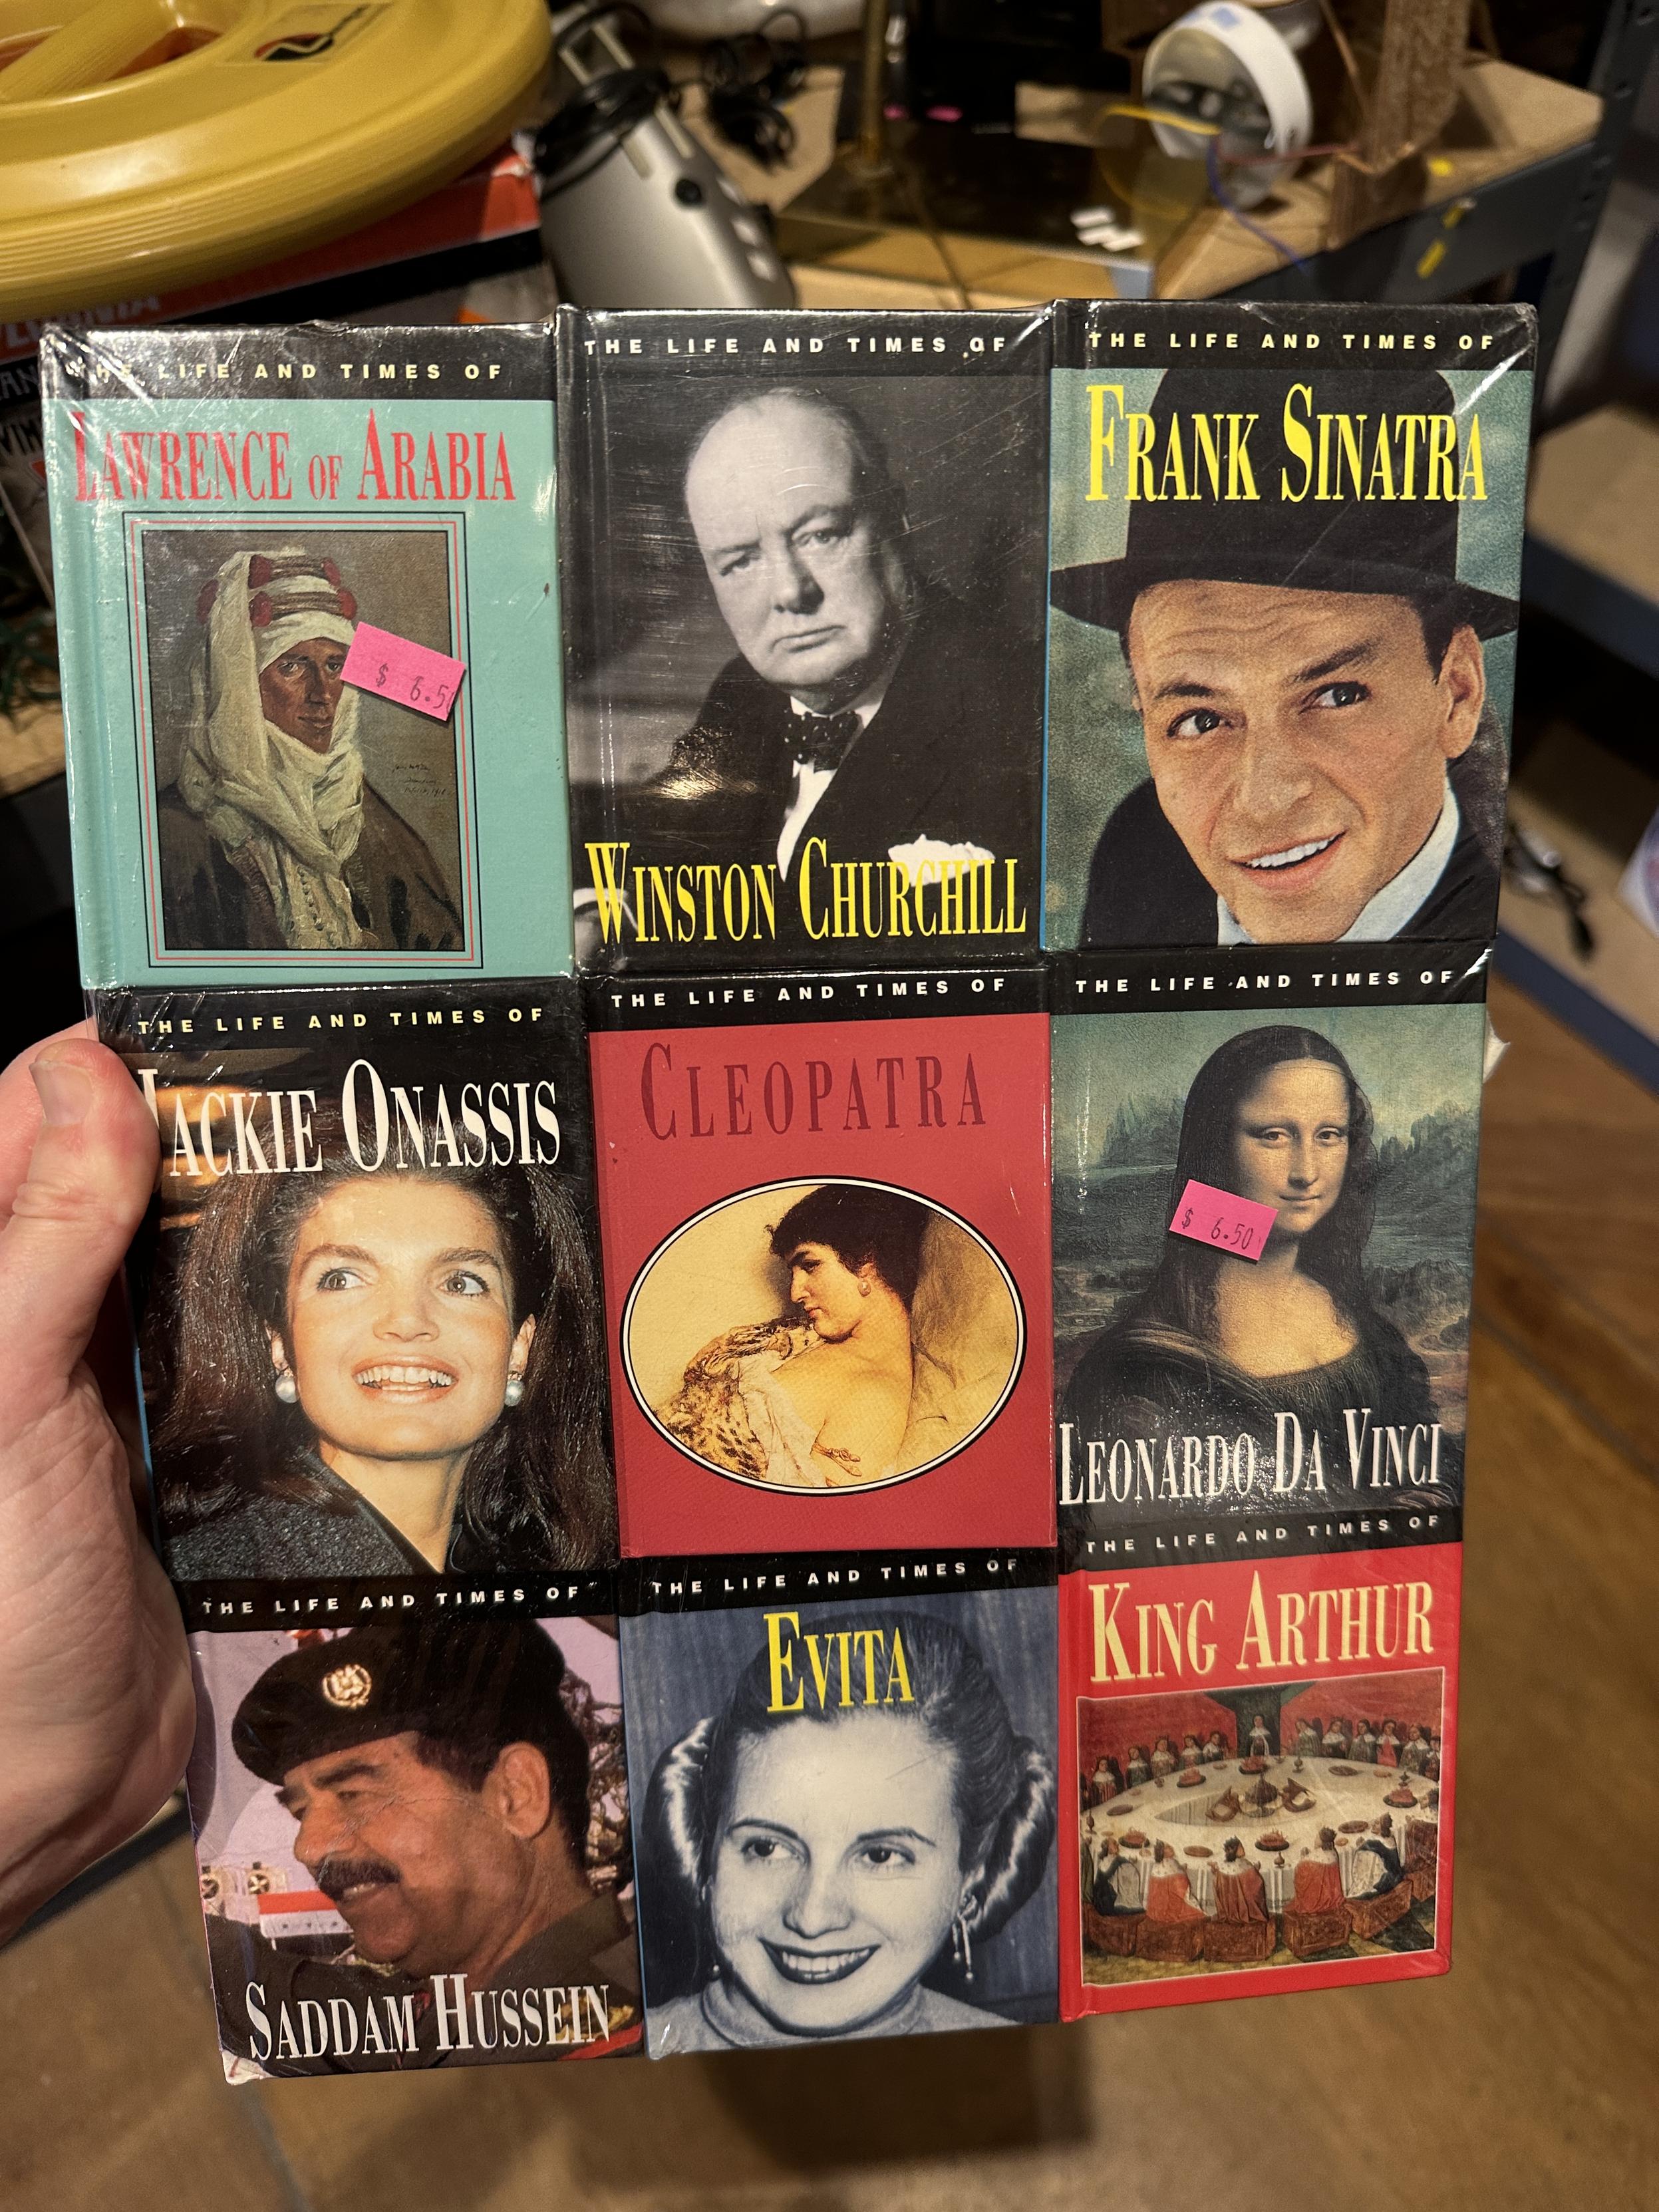 THE LIFE AND TIMES OF
LAWRENCE OF ARABIA
$ 6.50
THE LIFE AND TIMES OF
WINSTON CHURCHILL
THE LIFE AND TIMES OF
FRANK SINATRA
THE LIFE AND TIMES OF
JACKIE ONASSIS
THE LIFE AND TIMES OF
CLEOPATRA
THE LIFE AND TIMES OF
$ 6.50
LEONARDO DA VINCI
THE LIFE AND TIMES OF
SADDAM HUSSEIN
THE LIFE AND TIMES OF
EVITA
THE LIFE AND TIMES OF
KING ARTHUR